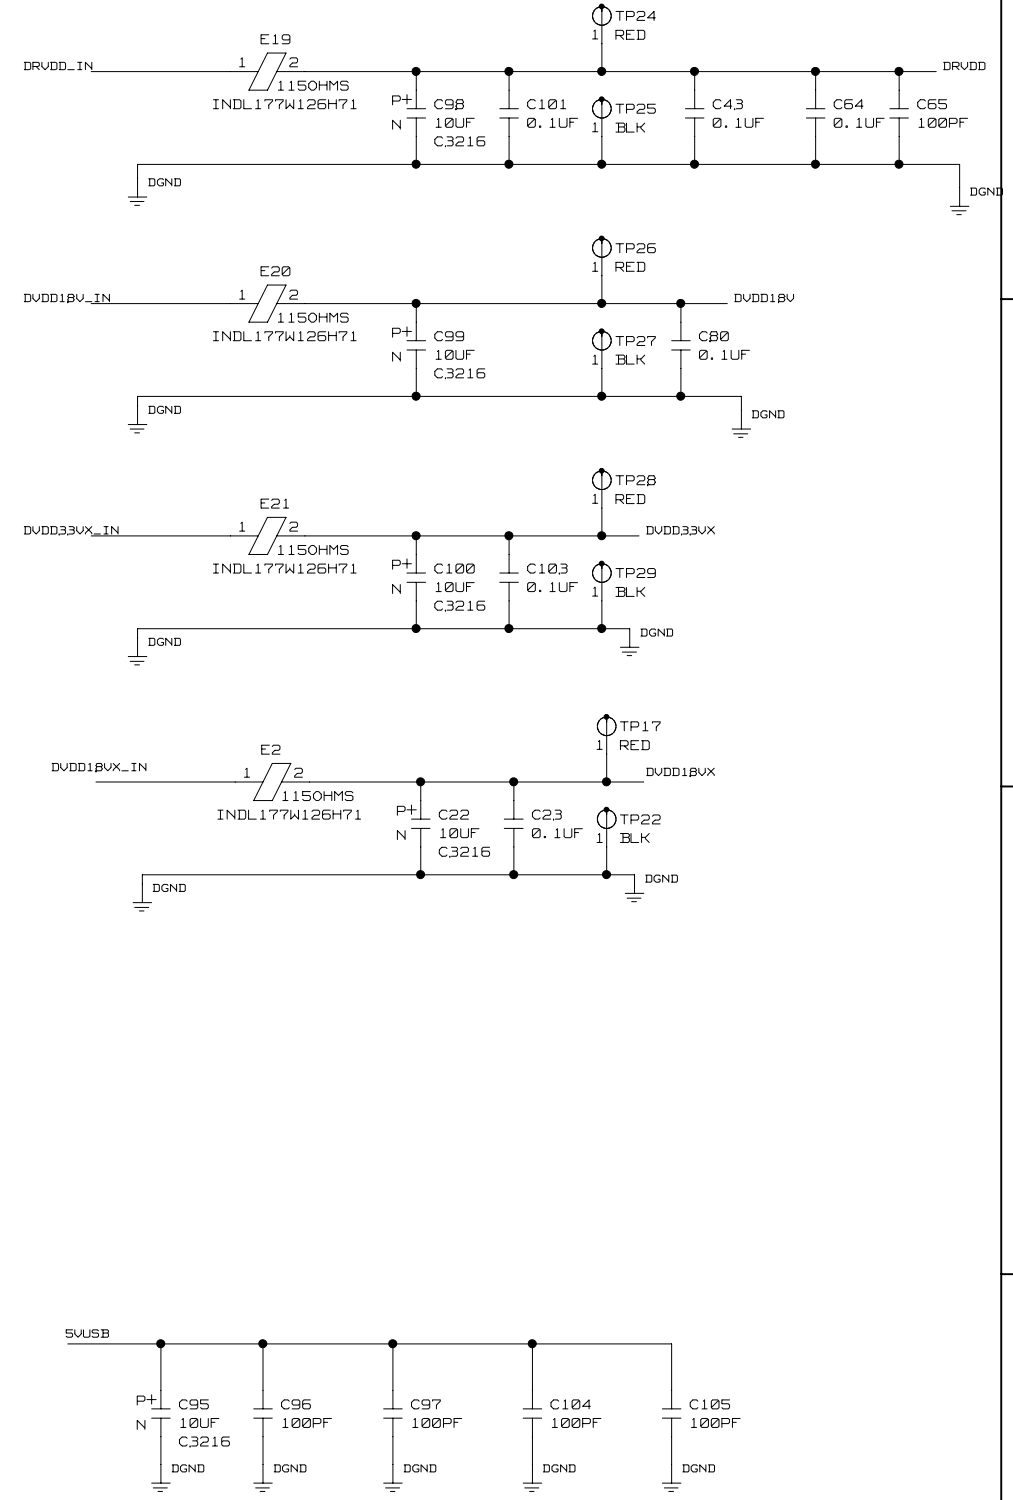 TP24
1 RED
E19
DRVDD_IN 1 2 DRVDD
115OHMS
INDL177W126H71
P+ C98 C101 TP25 C43 C64 C65
N 10UF 0.1UF 1 BLK 0.1UF 0.1UF 100PF
C3216
DGND DGND
TP26
1 RED
E20
DVDD18V_IN 1 2 DVDD18V
115OHMS
INDL177W126H71
P+ C99 TP27 C80
N 10UF 1 BLK 0.1UF
C3216
DGND DGND
TP28
1 RED
E21
DVDD33VX_IN 1 2 DVDD33VX
115OHMS
INDL177W126H71
P+ C100 C103 TP29
N 10UF 0.1UF 1 BLK
C3216
DGND DGND
TP17
1 RED
E2
DVDD18VX_IN 1 2 DVDD18VX
115OHMS
INDL177W126H71
P+ C22 C23 TP22
N 10UF 0.1UF 1 BLK
C3216
DGND DGND
5VUSB
P+ C95 C96 C97 C104 C105
N 10UF 100PF 100PF 100PF 100PF
C3216
DGND DGND DGND DGND DGND